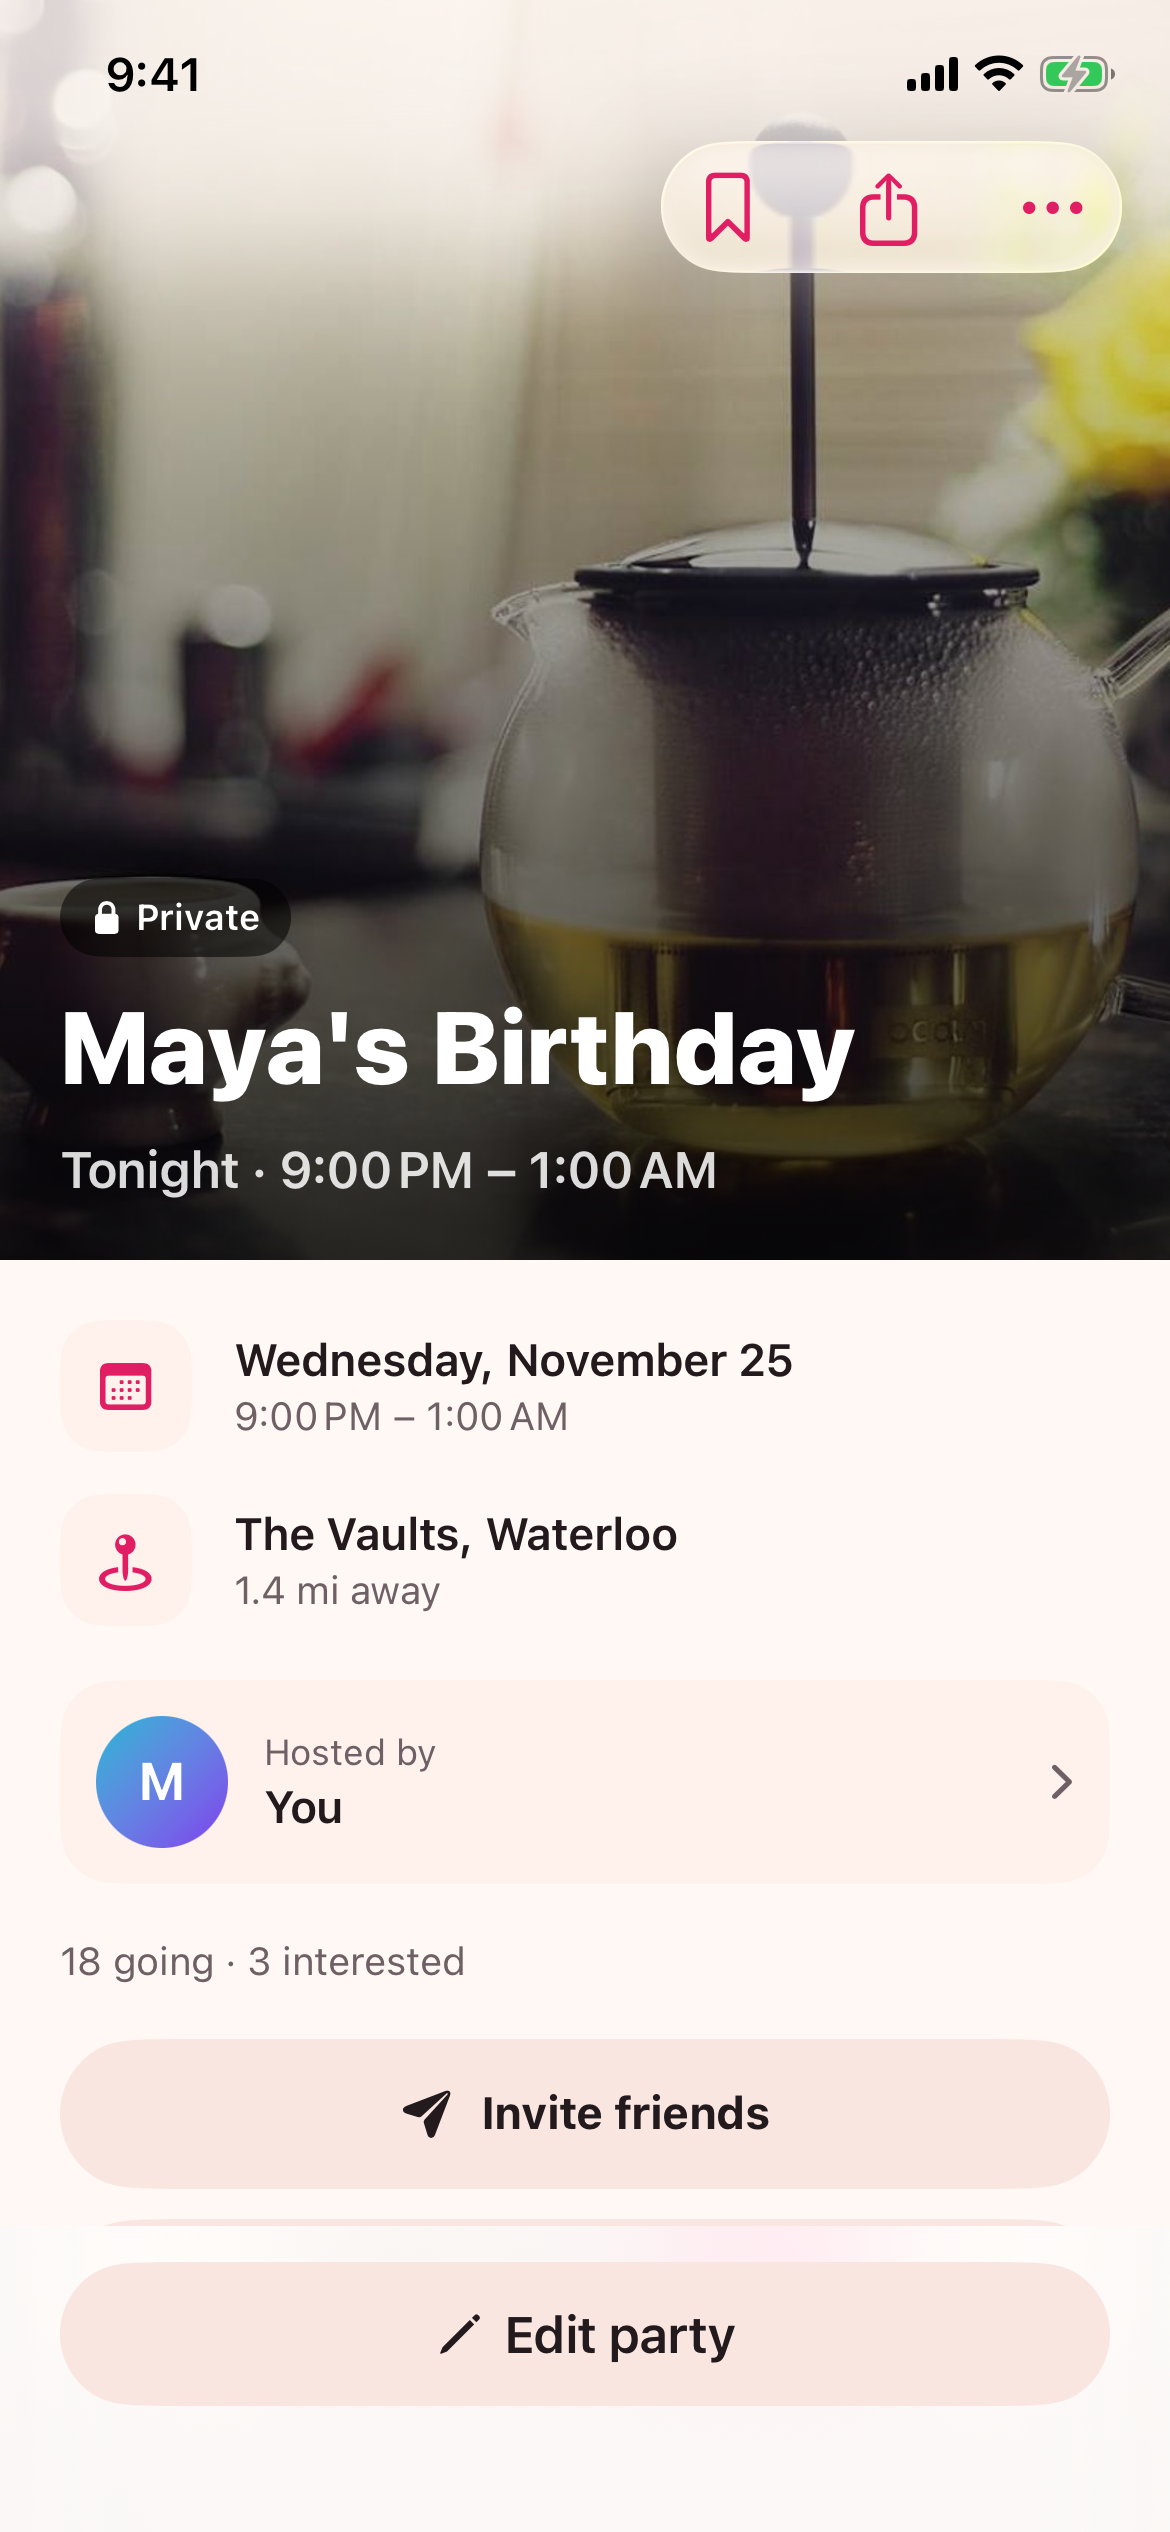 9:41
Private
Maya's Birthday
Tonight · 9:00 PM – 1:00 AM
Wednesday, November 25
9:00 PM – 1:00 AM
The Vaults, Waterloo
1.4 mi away
M
Hosted by
You
18 going · 3 interested
Invite friends
Edit party